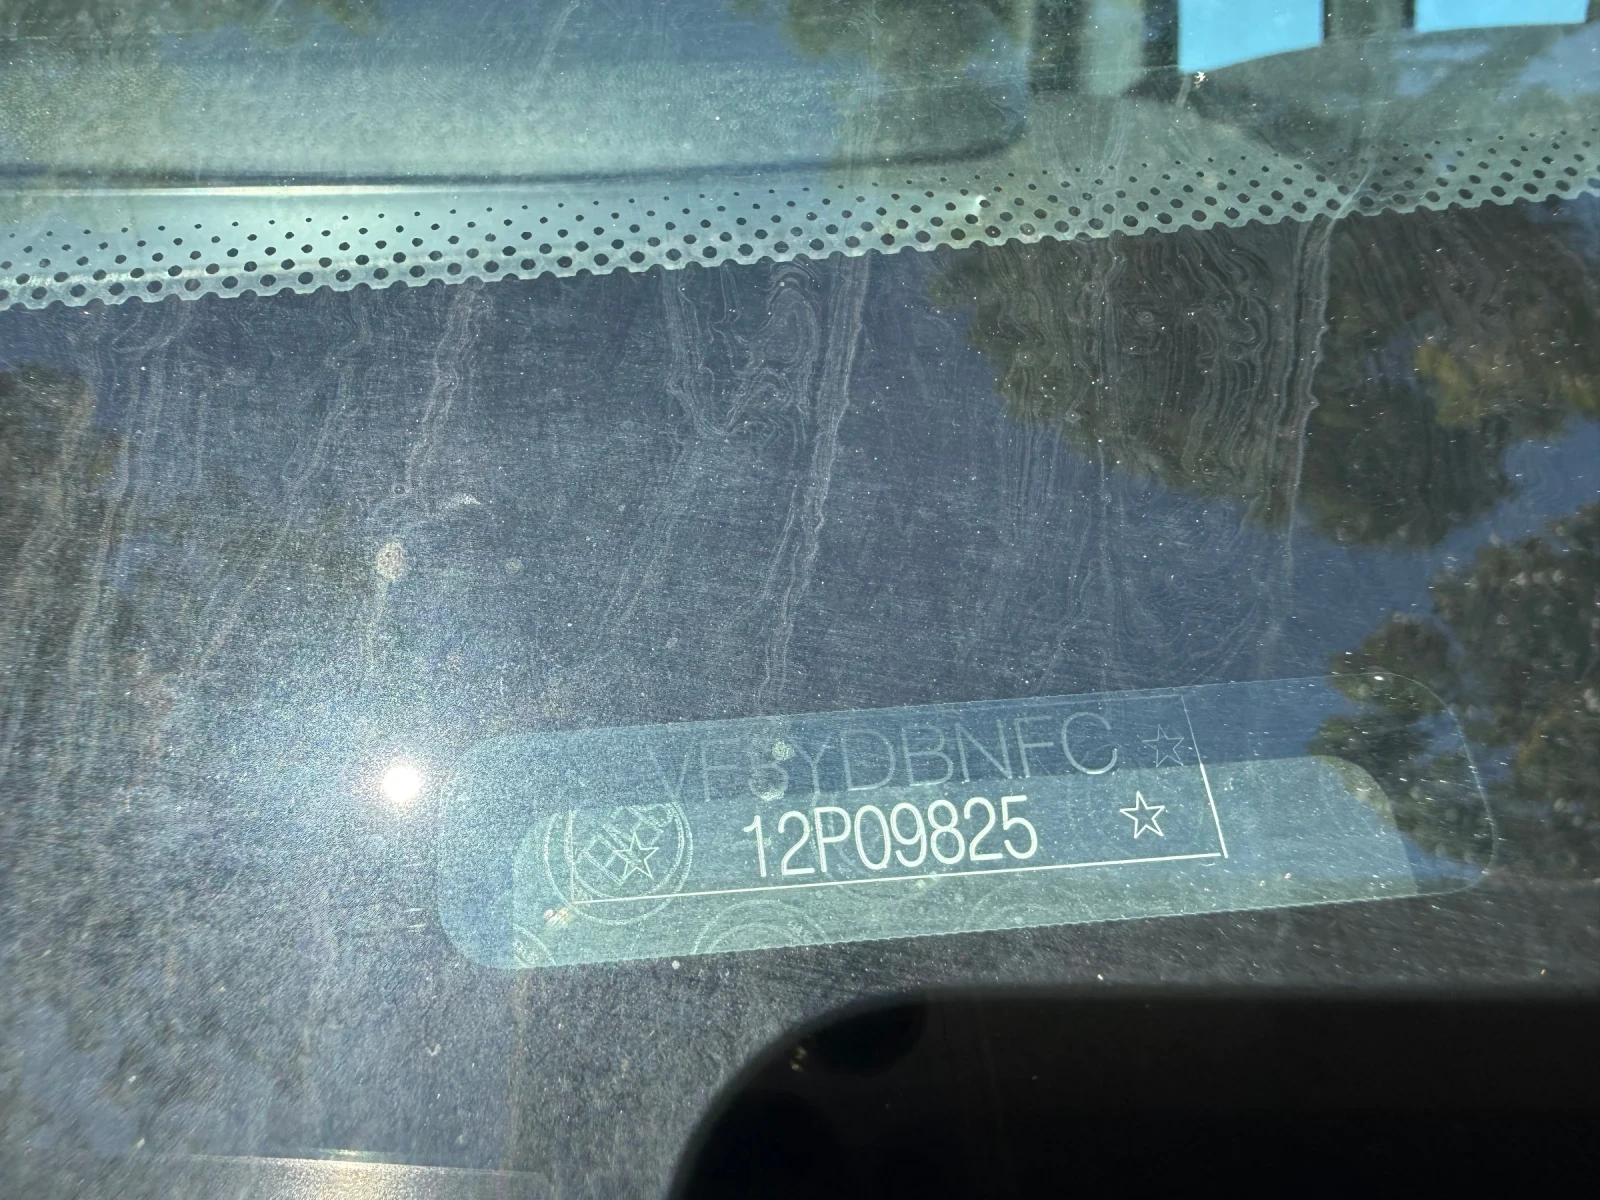 VF3YDBNFC ☆
☆ 12P09825 ☆